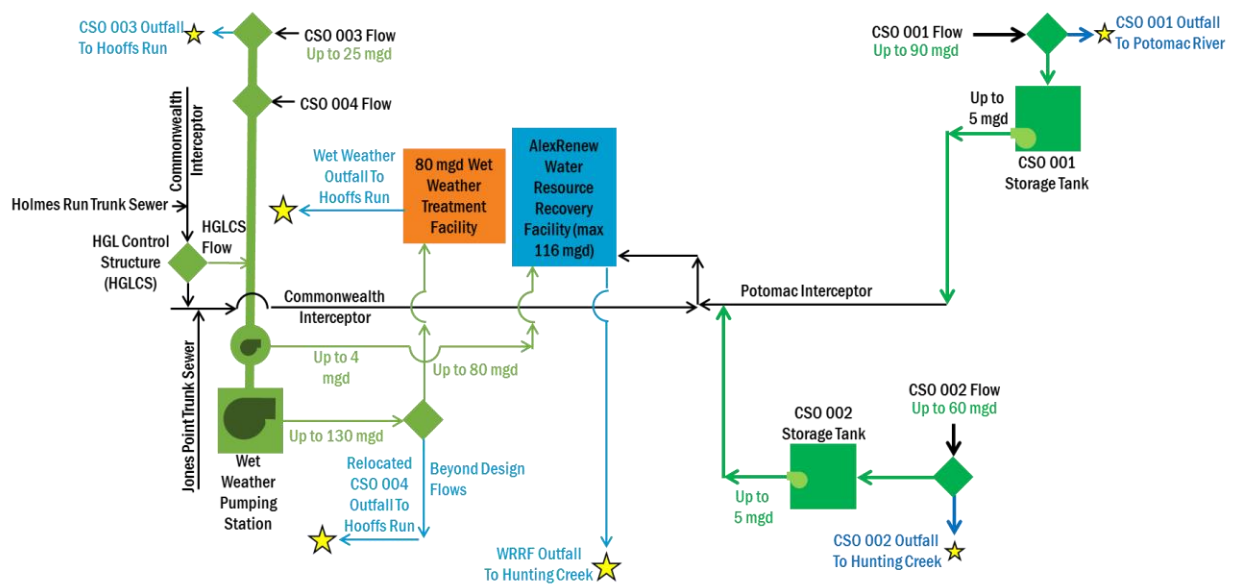 CSO 003 Outfall
To Hooffs Run
CSO 003 Flow
Up to 25 mgd
CSO 004 Flow
Commonwealth
Interceptor
Holmes Run Trunk Sewer
HGL Control
Structure
(HGLCS)
HGLCS
Flow
Wet Weather
Outfall To
Hooffs Run
80 mgd Wet
Weather
Treatment
Facility
AlexRenew
Water
Resource
Recovery
Facility (max
116 mgd)
CSO 001 Flow
Up to 90 mgd
CSO 001 Outfall
To Potomac River
Up to
5 mgd
CSO 001
Storage Tank
Commonwealth
Interceptor
Potomac Interceptor
Jones Point Trunk Sewer
Up to 4
mgd
Up to 80 mgd
Up to 130 mgd
Wet
Weather
Pumping
Station
Relocated
CSO 004
Outfall To
Hooffs Run
Beyond Design
Flows
WRRF Outfall
To Hunting Creek
CSO 002
Storage Tank
CSO 002 Flow
Up to 60 mgd
Up to
5 mgd
CSO 002 Outfall
To Hunting Creek